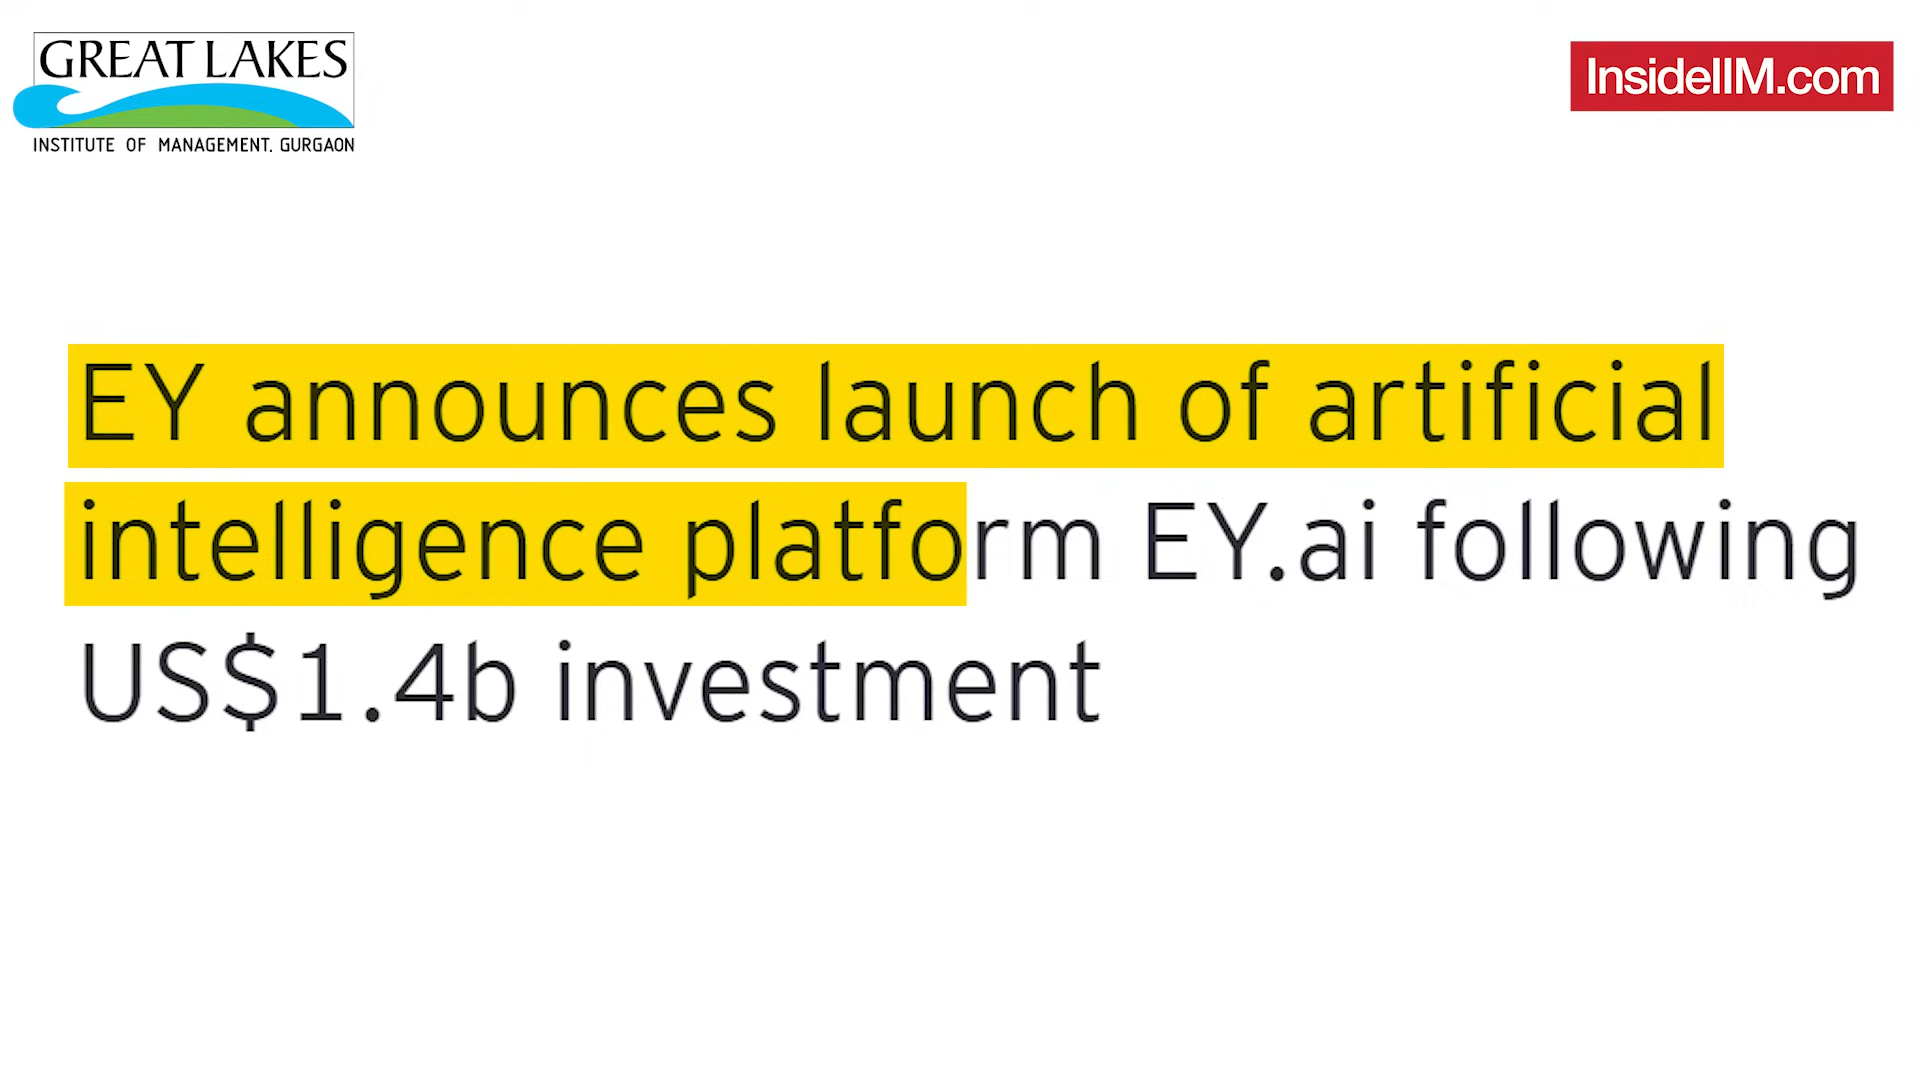 GREAT LAKES
INSTITUTE OF MANAGEMENT, GURGAON
InsideIIM.com
EY announces launch of artificial
intelligence platform EY.ai following
US$1.4b investment